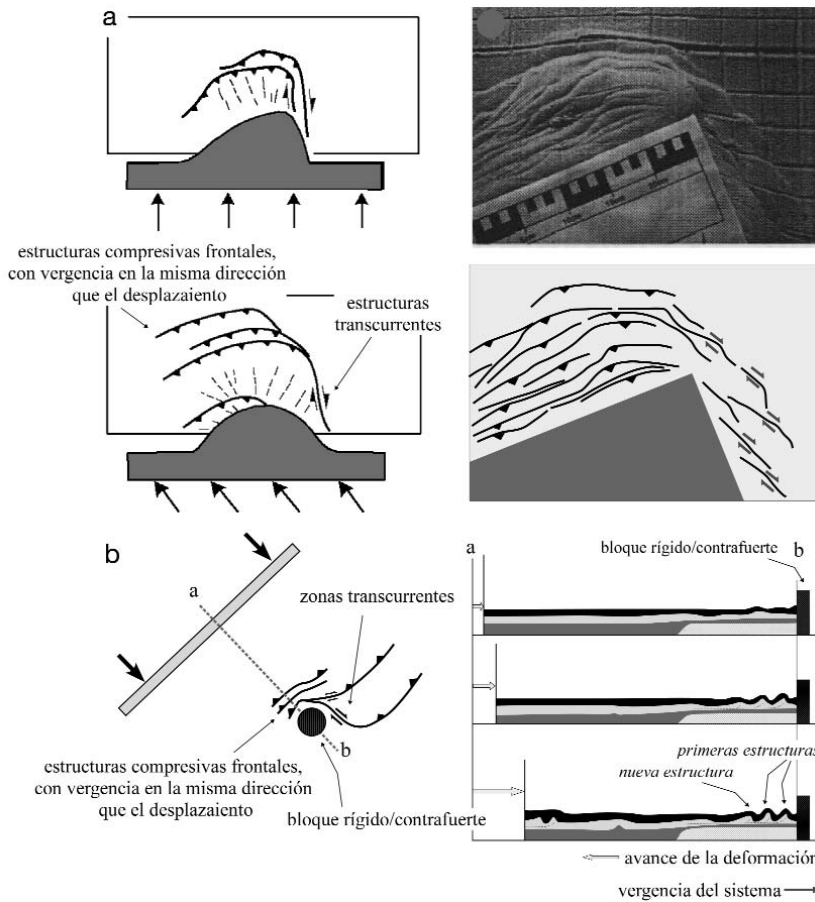 a
estructuras compresivas frontales,
con vergencia en la misma dirección
que el desplazaiento
estructuras
transcurrentes
b
a
zonas transcurrentes
b
estructuras compresivas frontales,
con vergencia en la misma dirección
que el desplazaiento
bloque rígido/contrafuerte
a
bloque rígido/contrafuerte
b
primeras estructuras
nueva estructura
avance de la deformación
vergencia del sistema